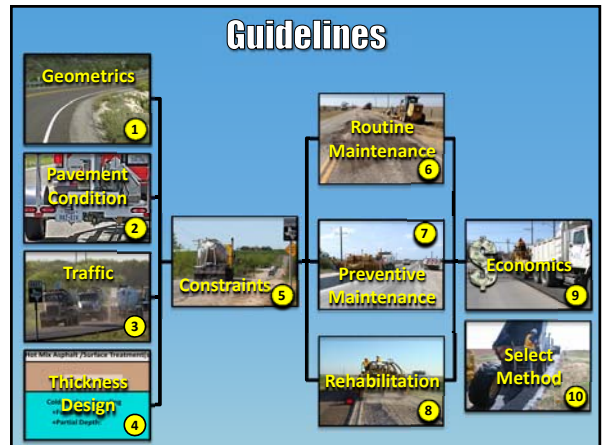 Guidelines
Geometrics
1
Pavement
Condition
2
Traffic
3
Hot Mix Asphalt /Surface Treatment(s
Thickness
Design
4
Partial Depth:
Constraints
5
Routine
Maintenance
6
7
Preventive
Maintenance
Rehabilitation
8
$
Economics
9
Select
Method
10